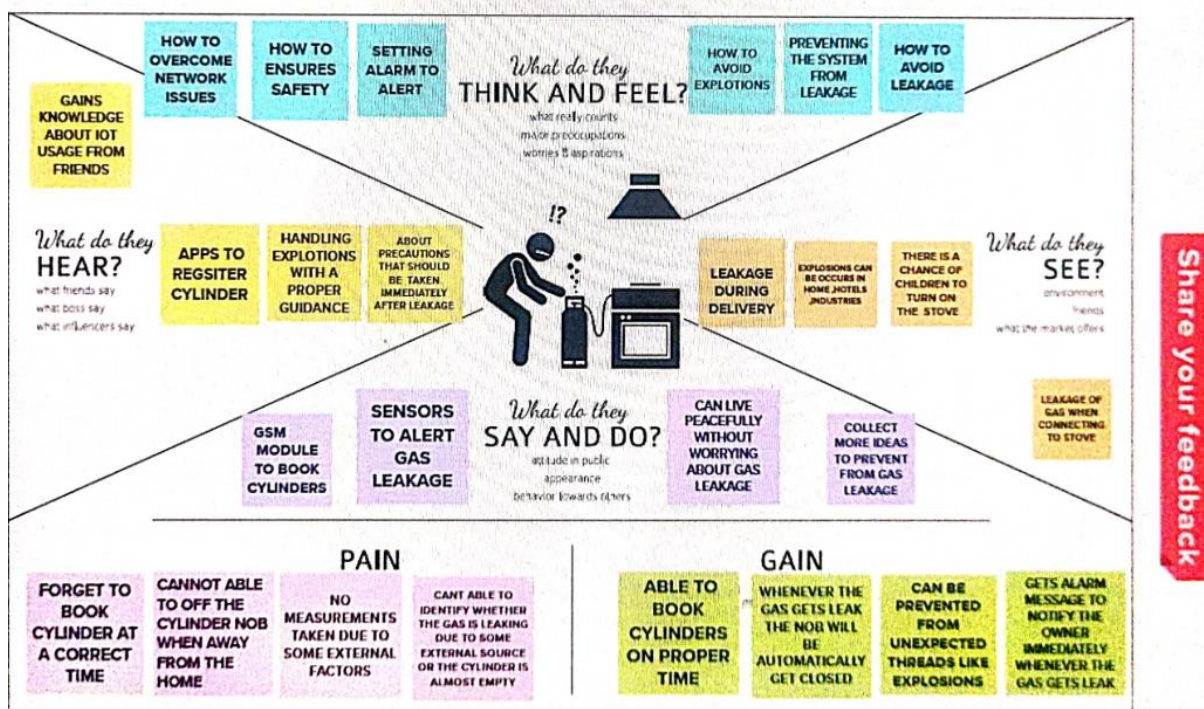 HOW TO
OVERCOME
NETWORK
ISSUES
HOW TO
ENSURES
SAFETY
SETTING
ALARM TO
ALERT
What do they
THINK AND FEEL?
what really counts
major preoccupations
worries & aspirations
HOW TO
AVOID
EXPLOTIONS
PREVENTING
THE SYSTEM
FROM
LEAKAGE
HOW TO
AVOID
LEAKAGE
GAINS
KNOWLEDGE
ABOUT IOT
USAGE FROM
FRIENDS
What do they
HEAR?
what friends say
what boss say
what influencers say
APPS TO
REGSITER
CYLINDER
HANDLING
EXPLOTIONS
WITH A
PROPER
GUIDANCE
ABOUT
PRECAUTIONS
THAT SHOULD
BE TAKEN
IMMEDIATELY
AFTER LEAKAGE
!?
LEAKAGE
DURING
DELIVERY
EXPLOSIONS CAN
BE OCCURS IN
HOME ,HOTELS
,INDUSTRIES
THERE IS A
CHANCE OF
CHILDREN TO
TURN ON
THE STOVE
What do they
SEE?
environment
friends
what the market offers
LEAKAGE OF
GAS WHEN
CONNECTING
TO STOVE
GSM
MODULE
TO BOOK
CYLINDERS
SENSORS
TO ALERT
GAS
LEAKAGE
What do they
SAY AND DO?
attitude in public
appearance
behavior towards others
CAN LIVE
PEACEFULLY
WITHOUT
WORRYING
ABOUT GAS
LEAKAGE
COLLECT
MORE IDEAS
TO PREVENT
FROM GAS
LEAKAGE
PAIN
FORGET TO
BOOK
CYLINDER AT
A CORRECT
TIME
CANNOT ABLE
TO OFF THE
CYLINDER NOB
WHEN AWAY
FROM THE
HOME
NO
MEASUREMENTS
TAKEN DUE TO
SOME EXTERNAL
FACTORS
CANT ABLE TO
IDENTIFY WHETHER
THE GAS IS LEAKING
DUE TO SOME
EXTERNAL SOURCE
OR THE CYLINDER IS
ALMOST EMPTY
GAIN
ABLE TO
BOOK
CYLINDERS
ON PROPER
TIME
WHENEVER THE
GAS GETS LEAK
THE NOB WILL
BE
AUTOMATICALLY
GET CLOSED
CAN BE
PREVENTED
FROM
UNEXPECTED
THREADS LIKE
EXPLOSIONS
GETS ALARM
MESSAGE TO
NOTIFY THE
OWNER
IMMEDIATELY
WHENEVER THE
GAS GETS LEAK
Share your feedback